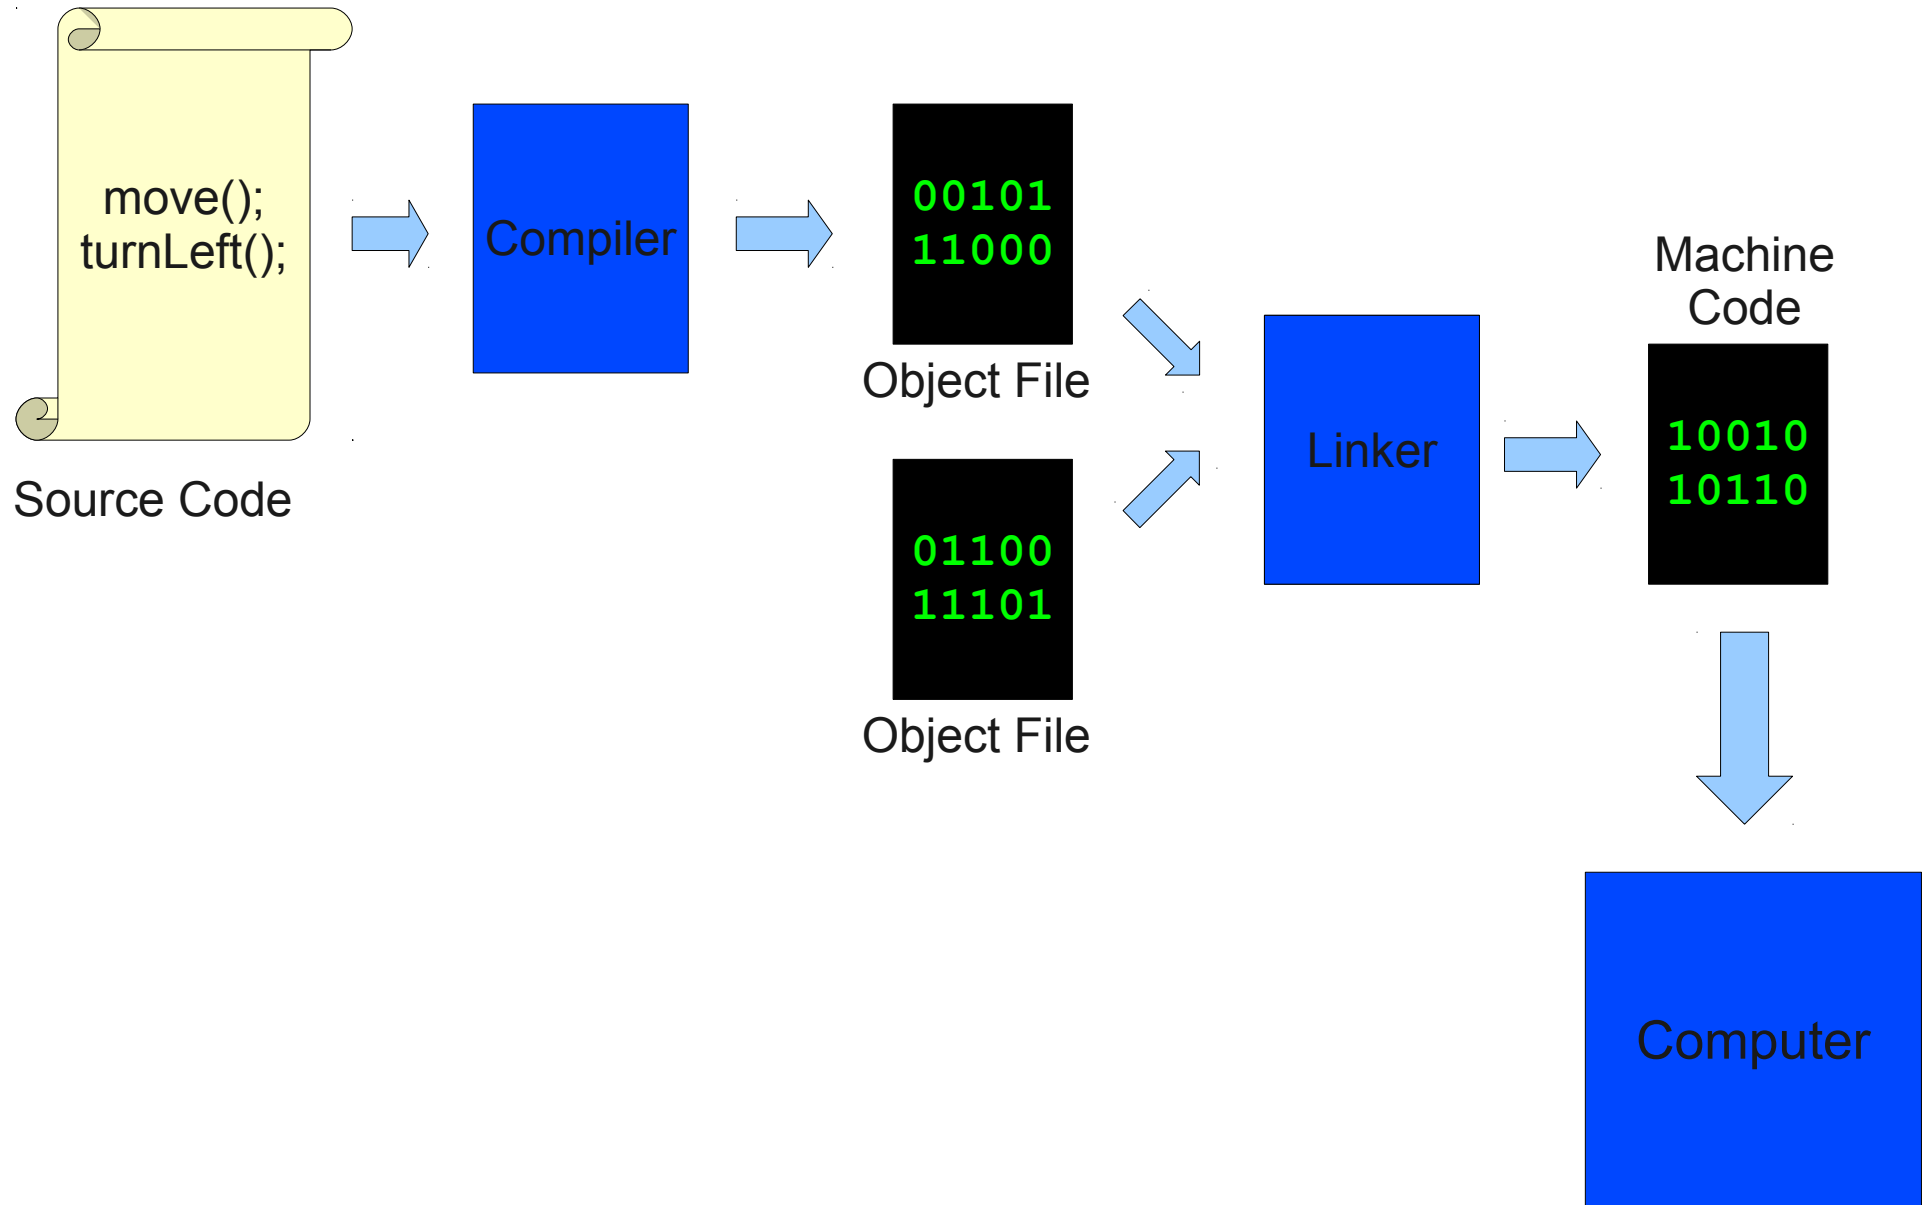 move();
turnLeft();
Source Code
Compiler
00101
11000
Object File
01100
11101
Object File
Linker
Machine
Code
10010
10110
Computer